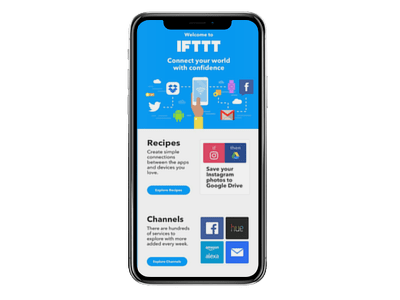 Welcome to
IFTTT
Connect your world
with confidence
Recipes
Create simple
connections
between the apps
and devices you
love.
Explore Recipes
Save your
Instagram
photos to
Google Drive
Channels
There are hundreds
of services to
explore with more
added every week.
Explore Channels
hue
amazon
alexa